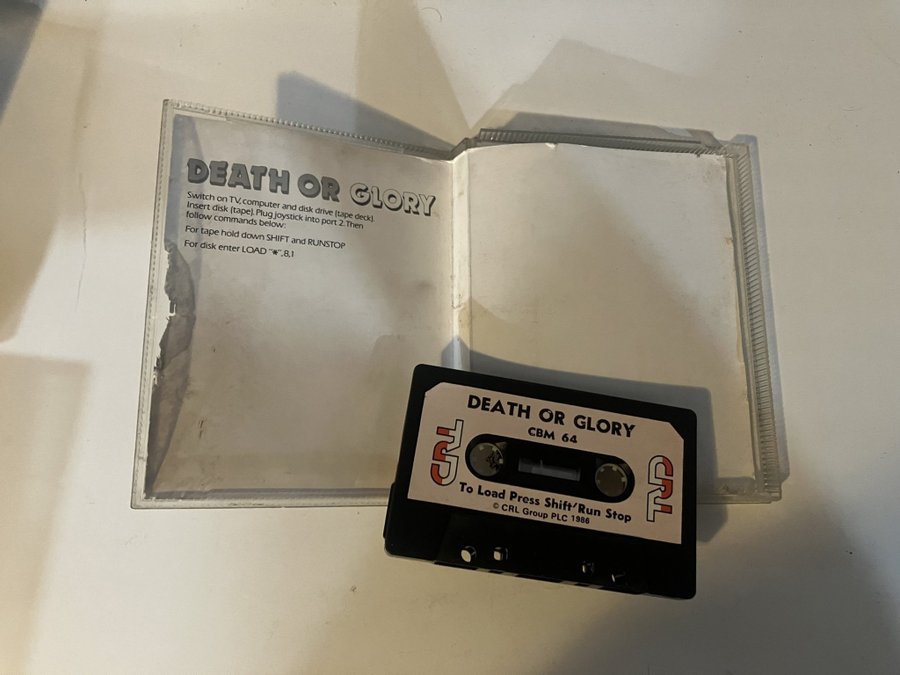 DEATH OR GLORY
Switch on TV, computer and disk drive (tape deck).
Insert disk (tape). Plug joystick into port 2. Then
follow commands below:
For tape hold down SHIFT and RUNSTOP
For disk enter LOAD "*",8,1
DEATH OR GLORY
CBM 64
CRL
CRL
To Load Press Shift'Run Stop
© CRL Group PLC 1986